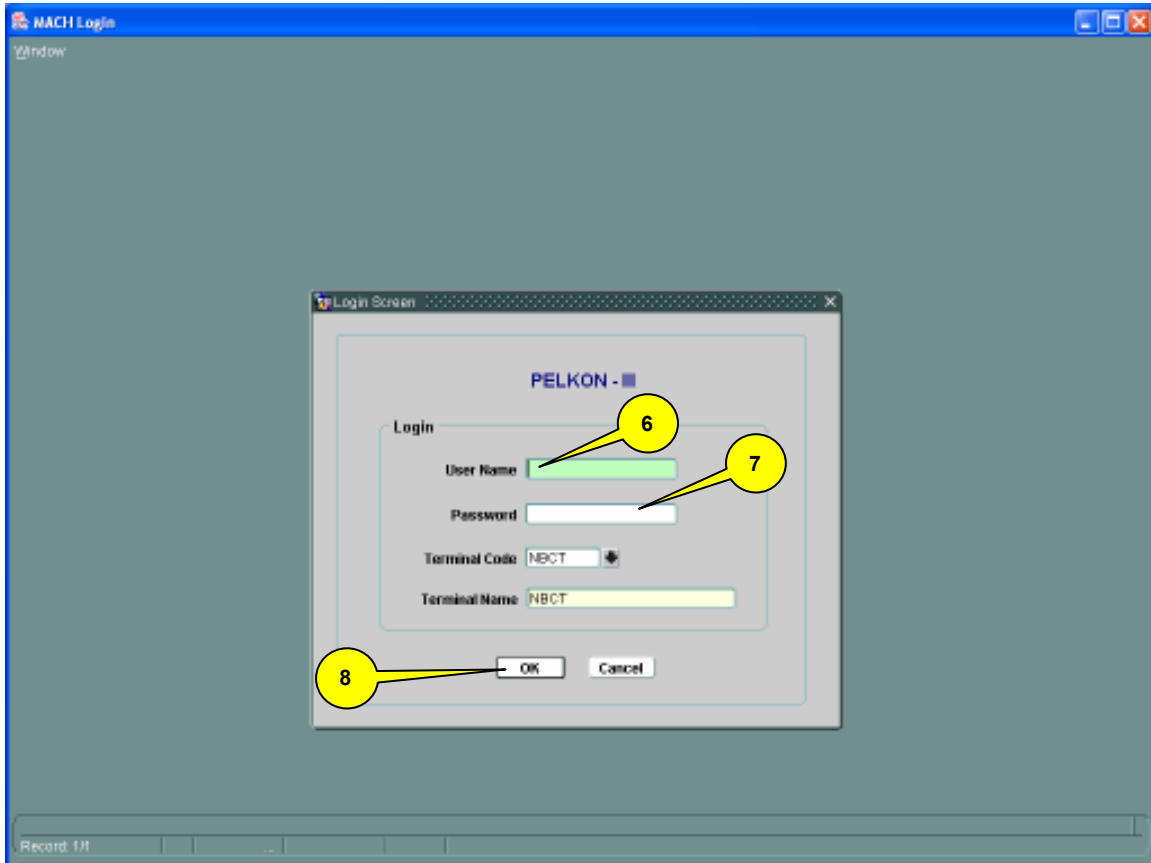 MACH Login
Window
Login Screen
PELKON -
Login
6
User Name
7
Password
Terminal Code NBCT
Terminal Name NBCT
8
OK Cancel
Record: 1/1
...